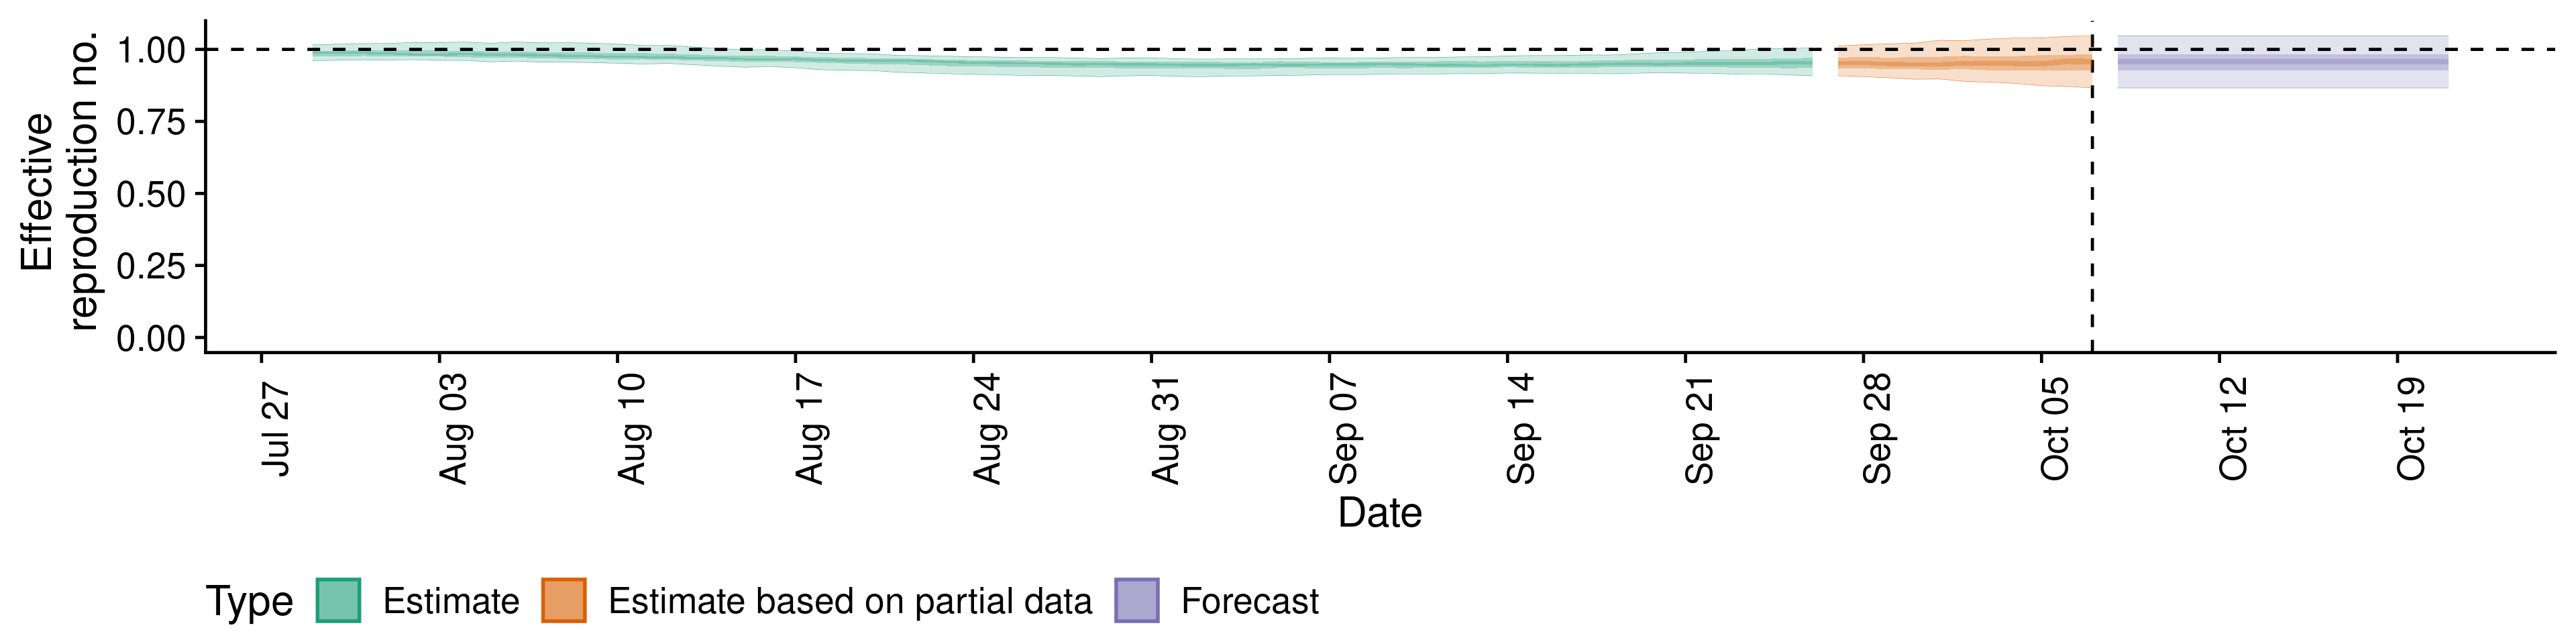 Effective
reproduction no.
1.00
0.75
0.50
0.25
0.00
Jul 27
Aug 03
Aug 10
Aug 17
Aug 24
Aug 31
Sep 07
Sep 14
Sep 21
Sep 28
Oct 05
Oct 12
Oct 19
Date
Type Estimate Estimate based on partial data Forecast